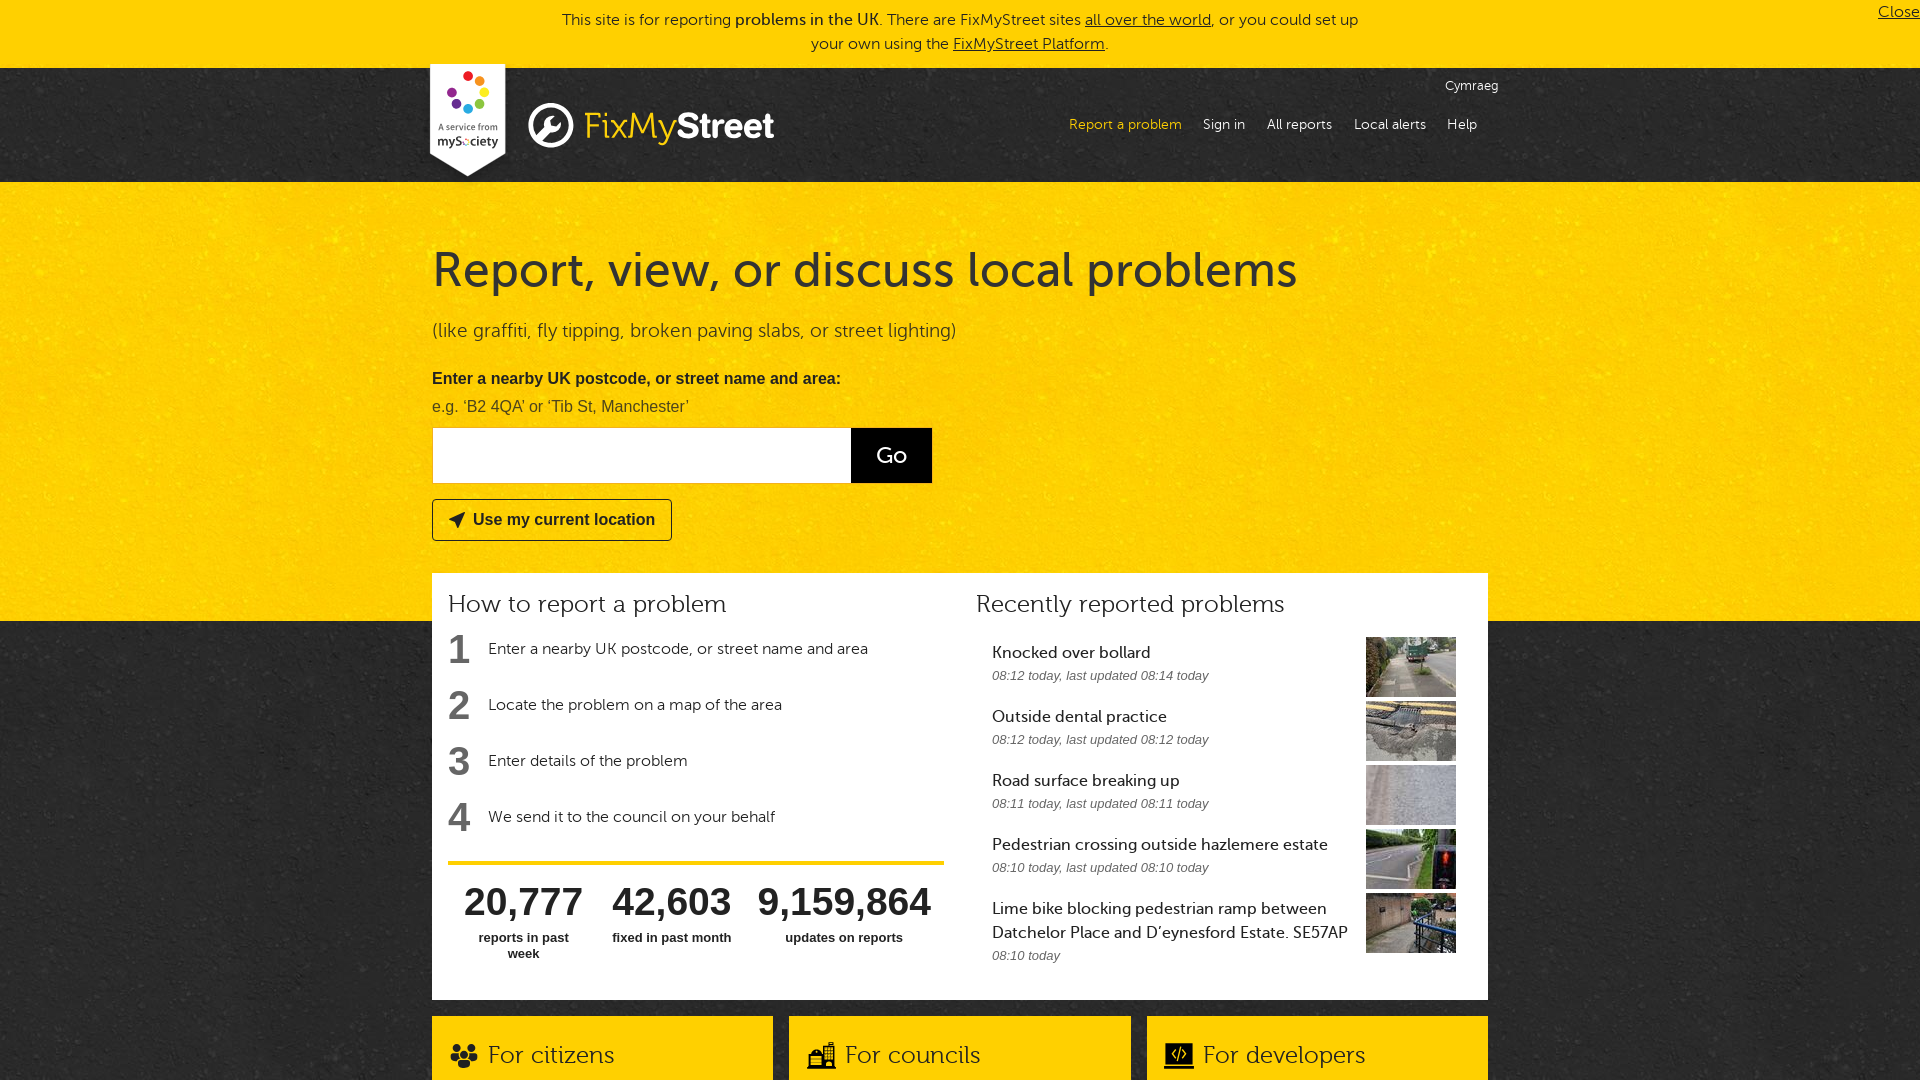 This site is for reporting problems in the UK. There are FixMyStreet sites all over the world, or you could set up
your own using the FixMyStreet Platform.
Close
Cymraeg
A service from
mySociety
FixMyStreet
Report a problem
Sign in
All reports
Local alerts
Help
Report, view, or discuss local problems
(like graffiti, fly tipping, broken paving slabs, or street lighting)
Enter a nearby UK postcode, or street name and area:
e.g. ‘B2 4QA’ or ‘Tib St, Manchester’
Go
Use my current location
How to report a problem
1 Enter a nearby UK postcode, or street name and area
2 Locate the problem on a map of the area
3 Enter details of the problem
4 We send it to the council on your behalf
20,777
reports in past
week
42,603
fixed in past month
9,159,864
updates on reports
Recently reported problems
Knocked over bollard
08:12 today, last updated 08:14 today
Outside dental practice
08:12 today, last updated 08:12 today
Road surface breaking up
08:11 today, last updated 08:11 today
Pedestrian crossing outside hazlemere estate
08:10 today, last updated 08:10 today
Lime bike blocking pedestrian ramp between
Datchelor Place and D’eynesford Estate. SE57AP
08:10 today
For citizens
For councils
For developers